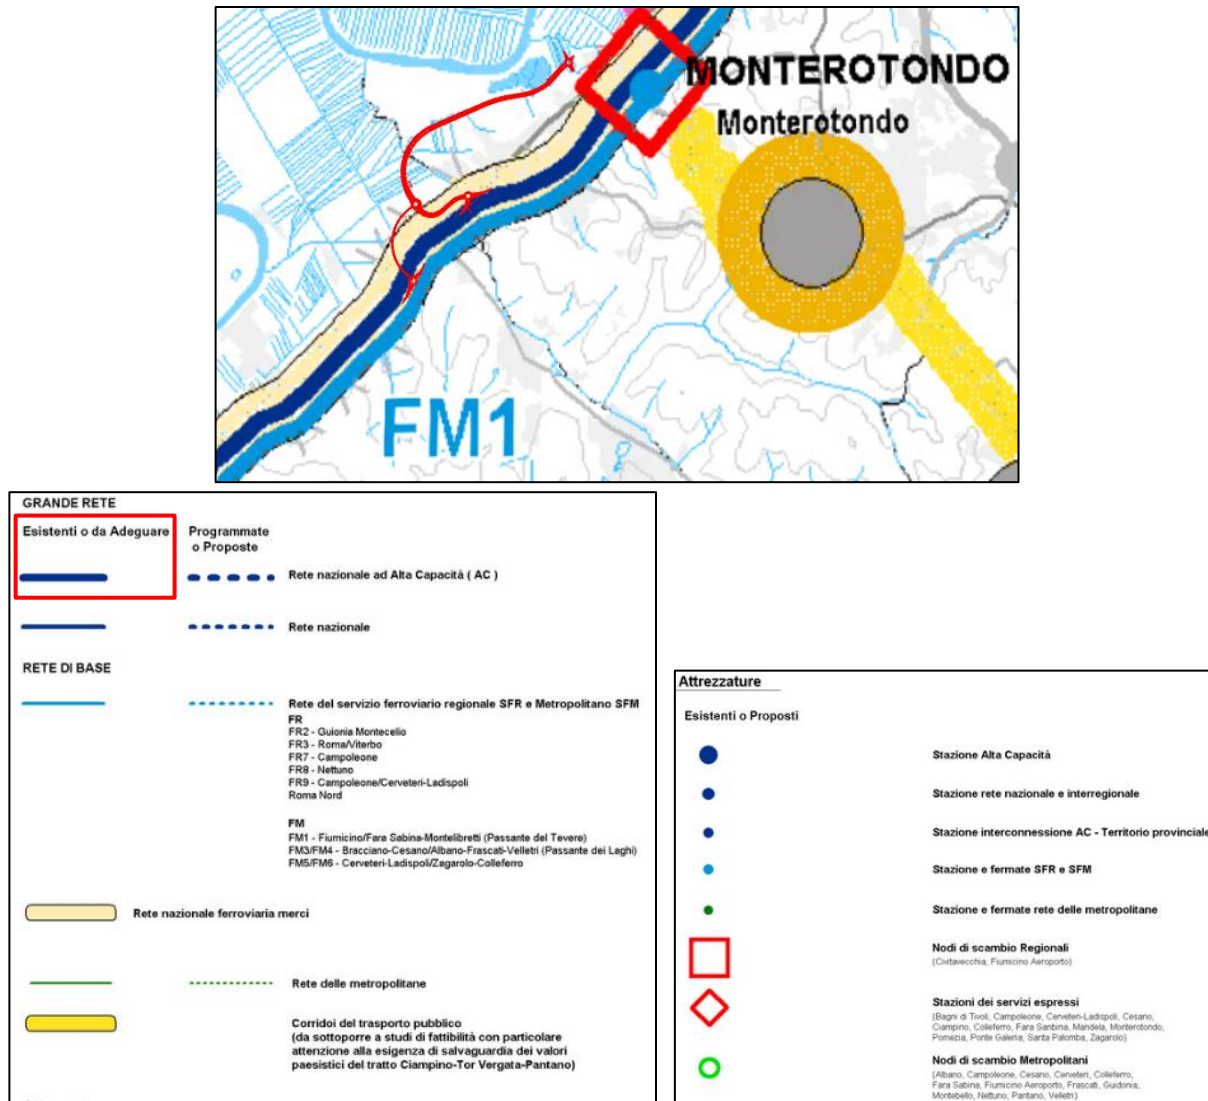 MONTEROTONDO
Monterotondo
FM1
GRANDE RETE
Esistenti o da Adeguare
Programmate
o Proposte
Rete nazionale ad Alta Capacità ( AC )
Rete nazionale
RETE DI BASE
Rete del servizio ferroviario regionale SFR e Metropolitano SFM
FR
FR2 - Guionia Montecelio
FR3 - Roma/Viterbo
FR7 - Campoleone
FR8 - Nettuno
FR9 - Campoleone/Cerveteri-Ladispoli
Roma Nord
FM
FM1 - Fiumicino/Fara Sabina-Montelibretti (Passante del Tevere)
FM3/FM4 - Bracciano-Cesano/Albano-Frascati-Velletri (Passante dei Laghi)
FM5/FM6 - Cerveteri-Ladispoli/Zagarolo-Colleferro
Rete nazionale ferroviaria merci
Rete delle metropolitane
Corridoi del trasporto pubblico
(da sottoporre a studi di fattibilità con particolare
attenzione alla esigenza di salvaguardia dei valori
paesistici del tratto Ciampino-Tor Vergata-Pantano)
Attrezzature
Esistenti o Proposti
Stazione Alta Capacità
Stazione rete nazionale e interregionale
Stazione interconnessione AC - Territorio provinciale
Stazione e fermate SFR e SFM
Stazione e fermate rete delle metropolitane
Nodi di scambio Regionali
(Civitavecchia, Fiumicino Aeroporto)
Stazioni dei servizi espressi
(Bagni di Tivoli, Campoleone, Cerveteri-Ladispoli, Cesano,
Ciampino, Colleferro, Fara Sanbina, Mandela, Monterotondo,
Pomezia, Ponte Galeria, Santa Palomba, Zagarolo)
Nodi di scambio Metropolitani
(Albano, Campoleone, Cesano, Cerveteri, Colleferro,
Fara Sabina, Fiumicino Aeroporto, Frascati, Guidonia,
Montebello, Nettuno, Pantano, Velletri)